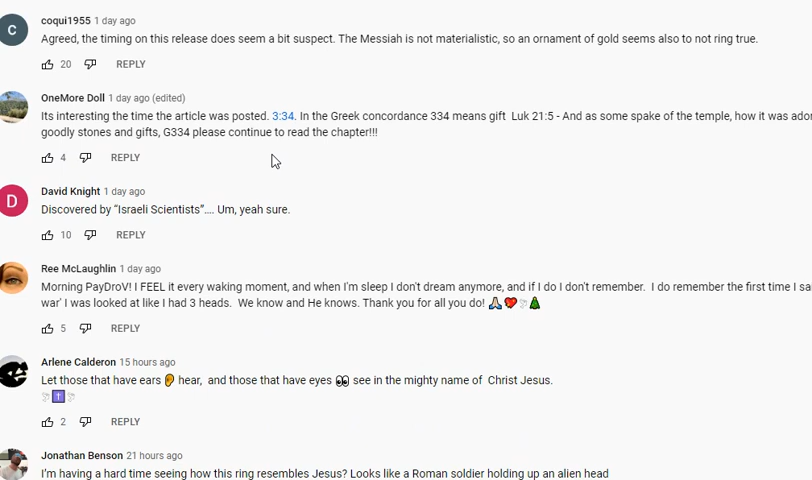 C
coqui1955 1 day ago
Agreed, the timing on this release does seem a bit suspect. The Messiah is not materialistic, so an ornament of gold seems also to not ring true.
20 REPLY
OneMore Doll 1 day ago (edited)
Its interesting the time the article was posted. 3:34. In the Greek concordance 334 means gift Luk 21:5 - And as some spake of the temple, how it was
goodly stones and gifts, G334 please continue to read the chapter!!!
4 REPLY
D
David Knight 1 day ago
Discovered by “Israeli Scientists”.... Um, yeah sure.
10 REPLY
Ree McLaughlin 1 day ago
Morning PayDroV! I FEEL it every waking moment, and when I'm sleep I don't dream anymore, and if I do I don't remember. I do remember the first time I
war' I was looked at like I had 3 heads. We know and He knows. Thank you for all you do! 🙏💖🕊🎄
5 REPLY
Arlene Calderon 15 hours ago
Let those that have ears 👂 hear, and those that have eyes 👀 see in the mighty name of Christ Jesus.
🕊✝️🕊
2 REPLY
Jonathan Benson 21 hours ago
I'm having a hard time seeing how this ring resembles Jesus? Looks like a Roman soldier holding up an alien head